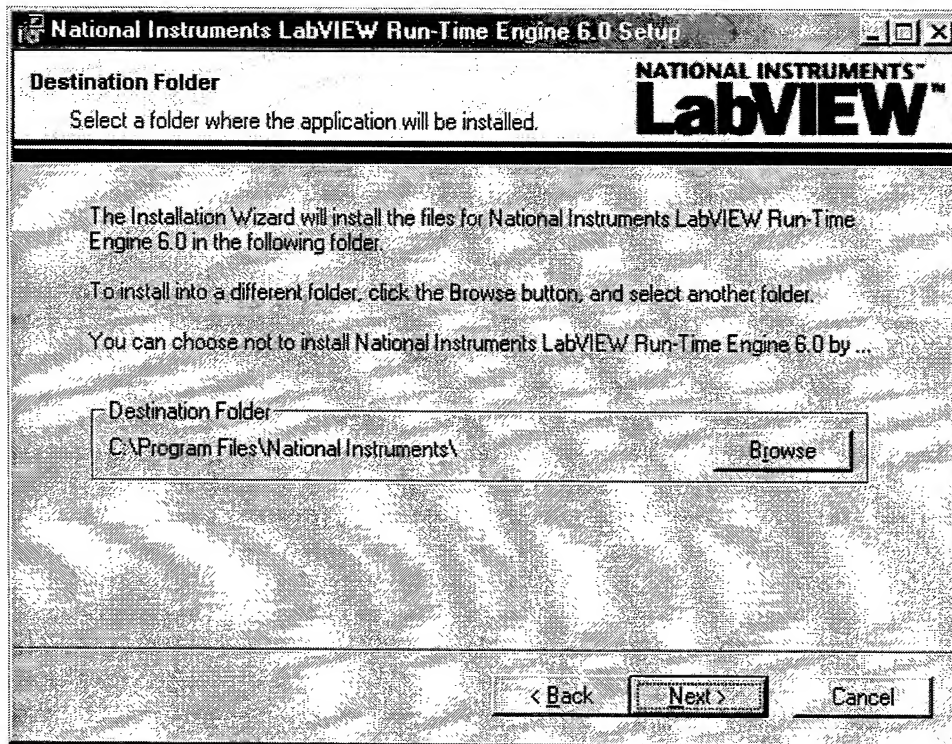 National Instruments LabVIEW Run-Time Engine 6.0 Setup
Destination Folder
Select a folder where the application will be installed.
NATIONAL INSTRUMENTS™
LabVIEW™
The Installation Wizard will install the files for National Instruments LabVIEW Run-Time
Engine 6.0 in the following folder.
To install into a different folder, click the Browse button, and select another folder.
You can choose not to install National Instruments LabVIEW Run-Time Engine 6.0 by ...
Destination Folder
C:\Program Files\National Instruments\
Browse
< Back
Next >
Cancel